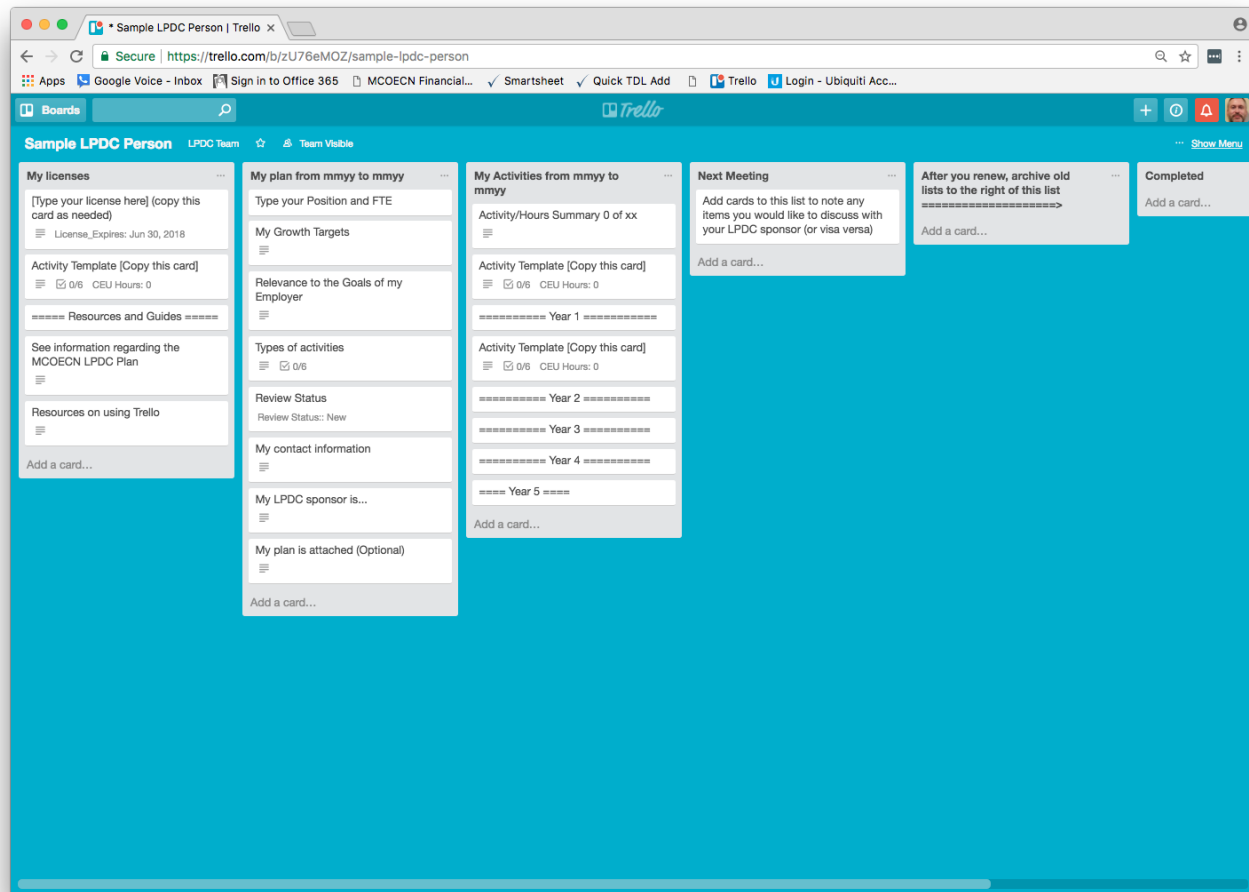 * Sample LPDC Person | Trello ×
Secure | https://trello.com/b/zU76eMOZ/sample-lpdc-person
Apps Google Voice - Inbox Sign in to Office 365 MCOECN Financial... Smartsheet Quick TDL Add Trello Login - Ubiquiti Acc...
Boards
Trello
Sample LPDC Person LPDC Team Team Visible
... Show Menu
My licenses ...
[Type your license here] (copy this
card as needed)
License_Expires: Jun 30, 2018
Activity Template [Copy this card]
0/6 CEU Hours: 0
===== Resources and Guides =====
See information regarding the
MCOECN LPDC Plan
Resources on using Trello
Add a card...
My plan from mmyy to mmyy ...
Type your Position and FTE
My Growth Targets
Relevance to the Goals of my
Employer
Types of activities
0/6
Review Status
Review Status:: New
My contact information
My LPDC sponsor is...
My plan is attached (Optional)
Add a card...
My Activities from mmyy to
mmyy
...
Activity/Hours Summary 0 of xx
Activity Template [Copy this card]
0/6 CEU Hours: 0
========== Year 1 ===========
Activity Template [Copy this card]
0/6 CEU Hours: 0
========== Year 2 ==========
========== Year 3 ==========
========== Year 4 ==========
==== Year 5 ====
Add a card...
Next Meeting ...
Add cards to this list to note any
items you would like to discuss with
your LPDC sponsor (or visa versa)
Add a card...
After you renew, archive old
lists to the right of this list
====================>
...
Add a card...
Completed
Add a card...